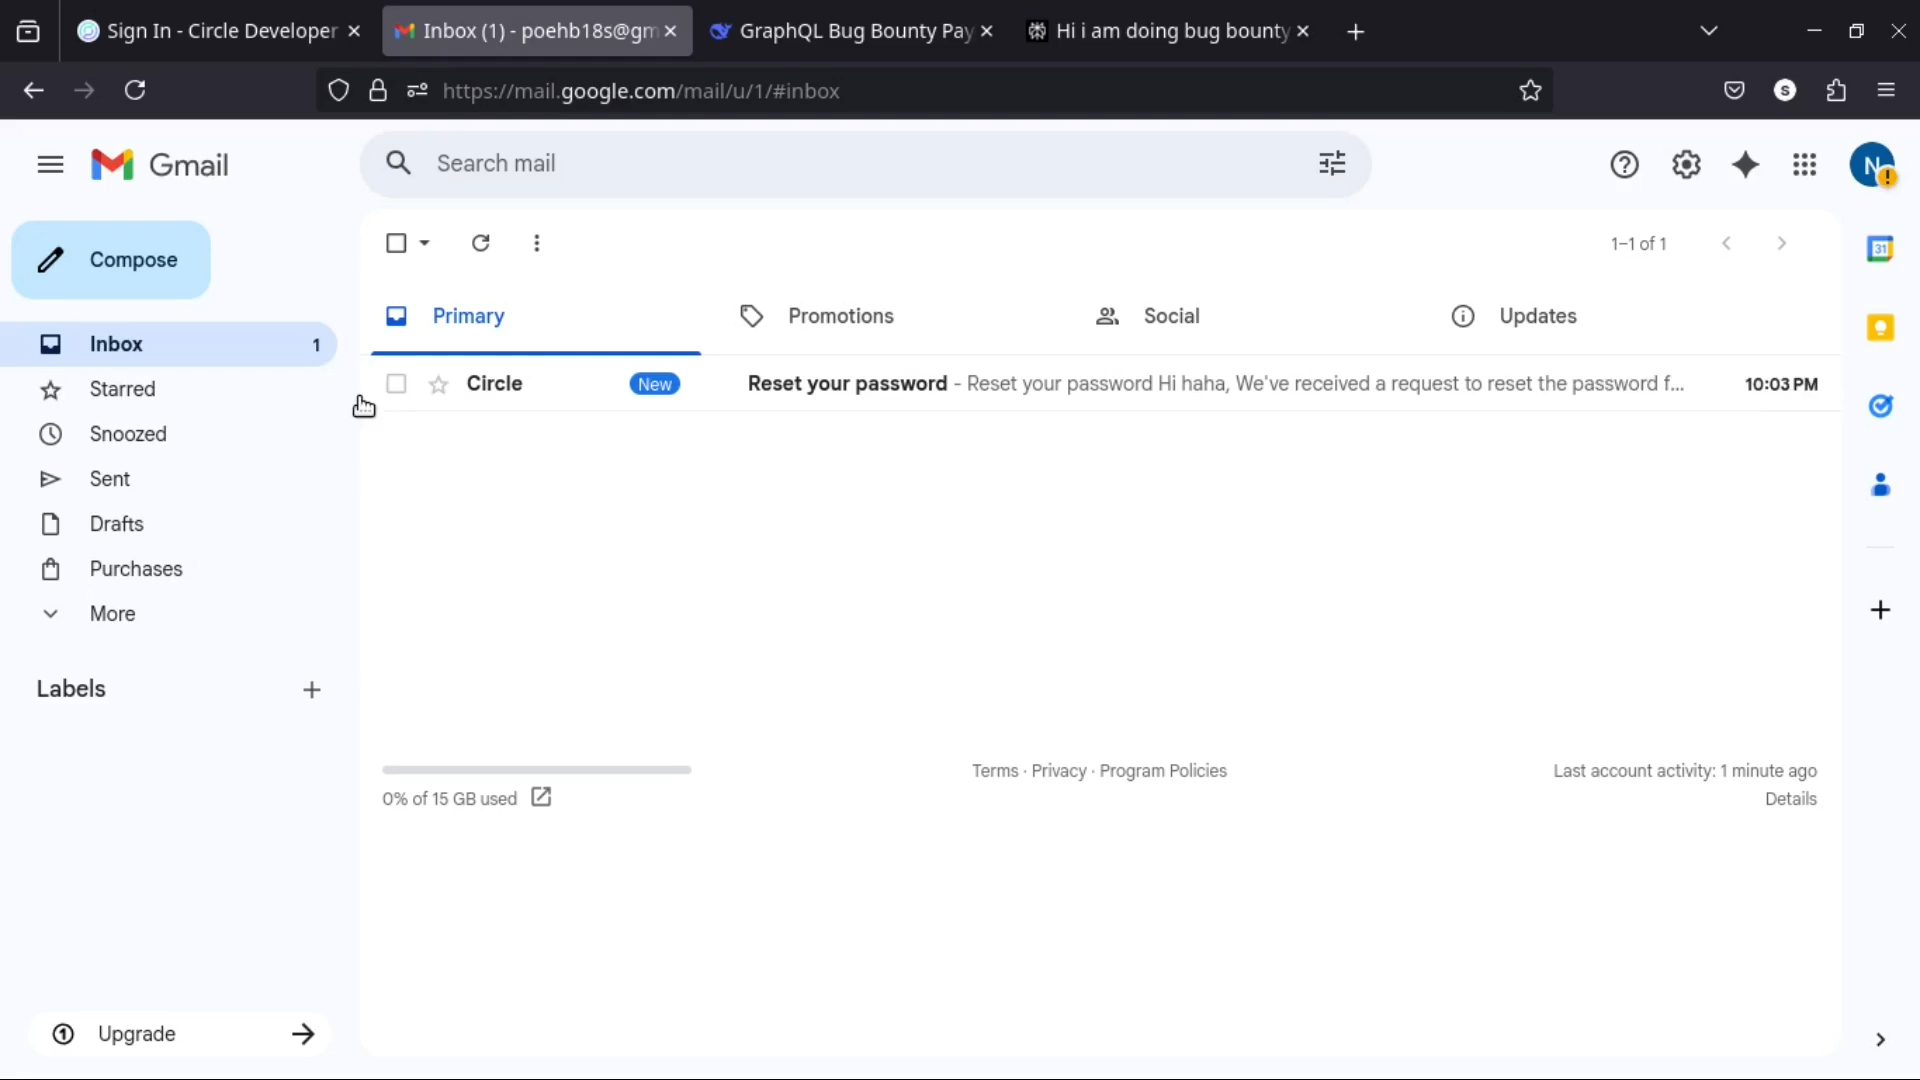 Sign In - Circle Developer
Inbox (1) - poehb18s@gm
GraphQL Bug Bounty Pay
Hi i am doing bug bounty
https://mail.google.com/mail/u/1/#inbox
S
Gmail
Search mail
N
!
Compose
1–1 of 1
31
Primary
Promotions
Social
Updates
Inbox 1
Circle New Reset your password - Reset your password Hi haha, We've received a request to reset the password f... 10:03 PM
Starred
Snoozed
Sent
Drafts
Purchases
More
Labels
Terms · Privacy · Program Policies
Last account activity: 1 minute ago
0% of 15 GB used
Details
1 Upgrade